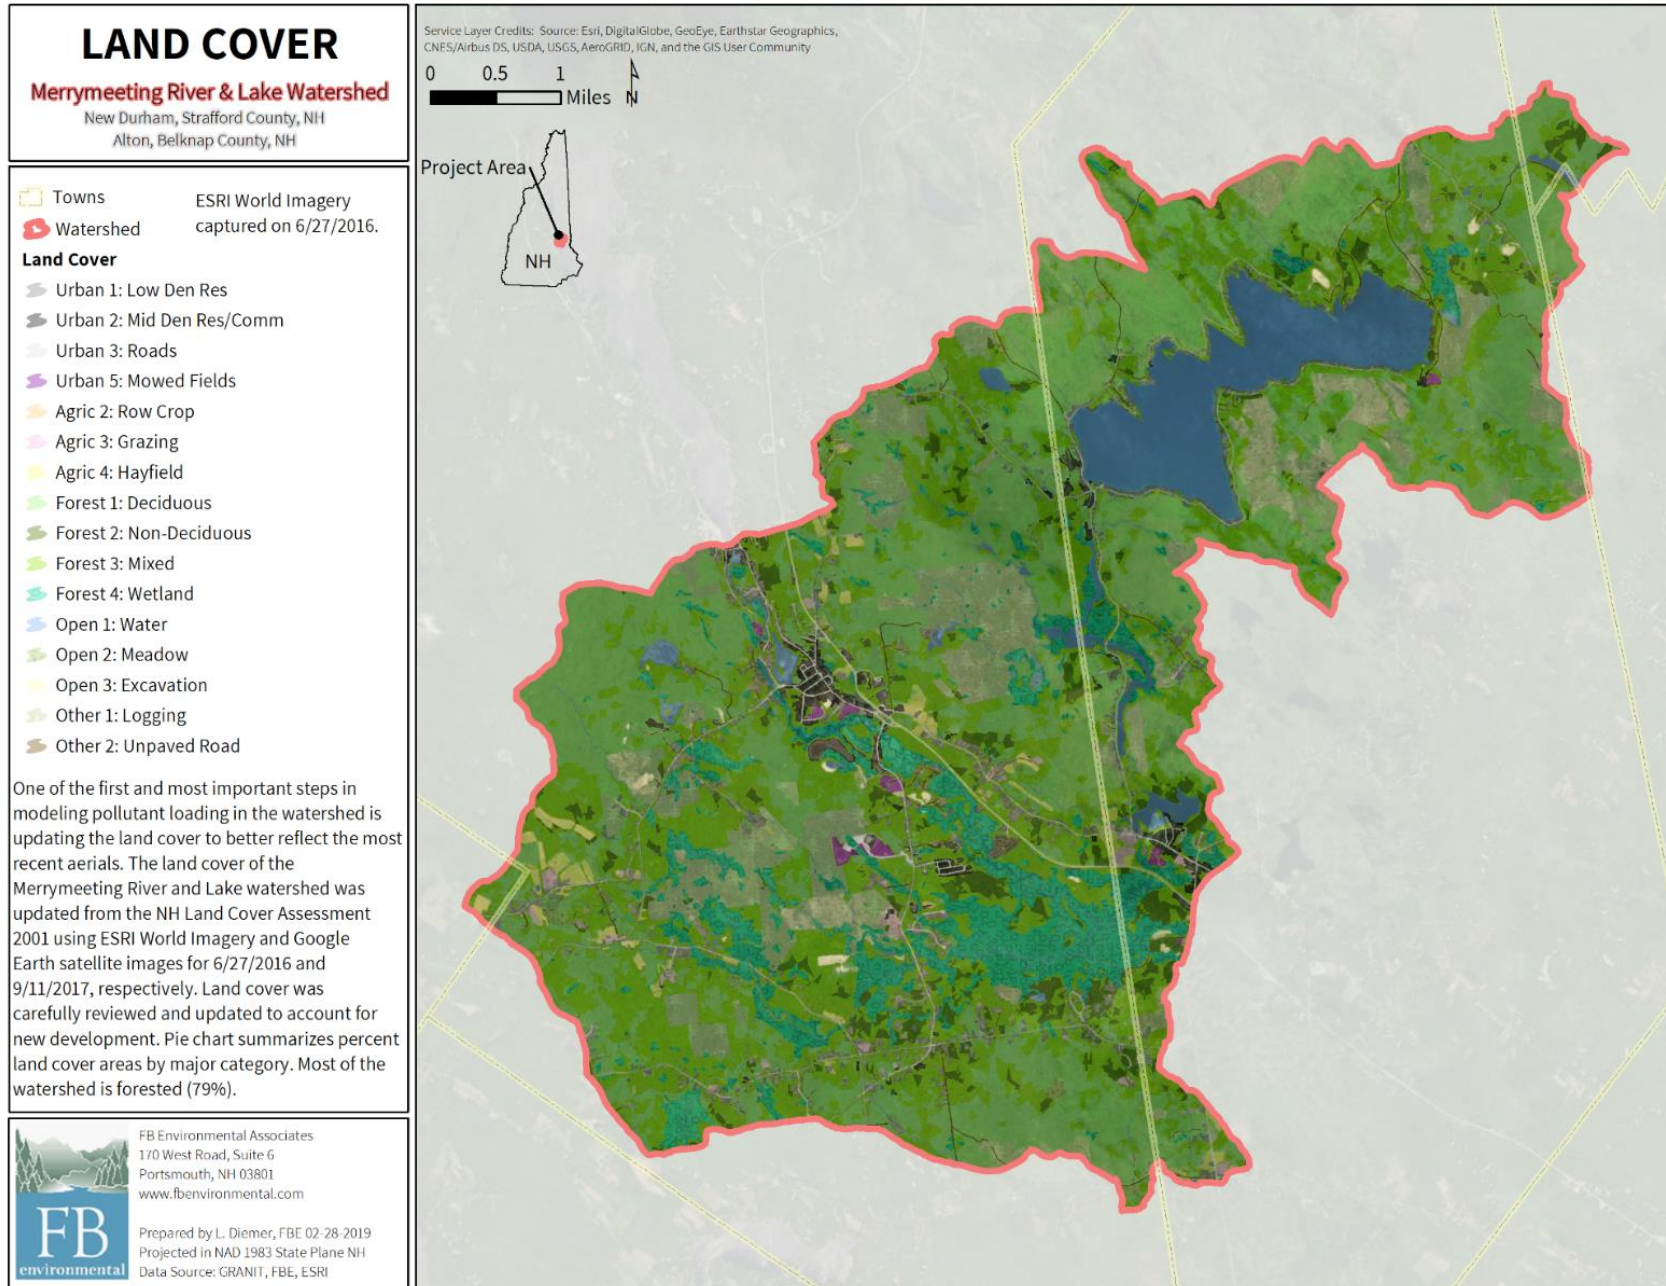 LAND COVER
Merrymeeting River & Lake Watershed
New Durham, Strafford County, NH
Alton, Belknap County, NH
Towns
Watershed
ESRI World Imagery
captured on 6/27/2016.
Land Cover
Urban 1: Low Den Res
Urban 2: Mid Den Res/Comm
Urban 3: Roads
Urban 5: Mowed Fields
Agric 2: Row Crop
Agric 3: Grazing
Agric 4: Hayfield
Forest 1: Deciduous
Forest 2: Non-Deciduous
Forest 3: Mixed
Forest 4: Wetland
Open 1: Water
Open 2: Meadow
Open 3: Excavation
Other 1: Logging
Other 2: Unpaved Road
One of the first and most important steps in
modeling pollutant loading in the watershed is
updating the land cover to better reflect the most
recent aerials. The land cover of the
Merrymeeting River and Lake watershed was
updated from the NH Land Cover Assessment
2001 using ESRI World Imagery and Google
Earth satellite images for 6/27/2016 and
9/11/2017, respectively. Land cover was
carefully reviewed and updated to account for
new development. Pie chart summarizes percent
land cover areas by major category. Most of the
watershed is forested (79%).
FB
environmental
FB Environmental Associates
170 West Road, Suite 6
Portsmouth, NH 03801
www.fbenvironmental.com
Prepared by L. Diemer, FBE 02-28-2019
Projected in NAD 1983 State Plane NH
Data Source: GRANIT, FBE, ESRI
Service Layer Credits: Source: Esri, DigitalGlobe, GeoEye, Earthstar Geographics,
CNES/Airbus DS, USDA, USGS, AeroGRID, IGN, and the GIS User Community
0 0.5 1
Miles
N
Project Area
NH